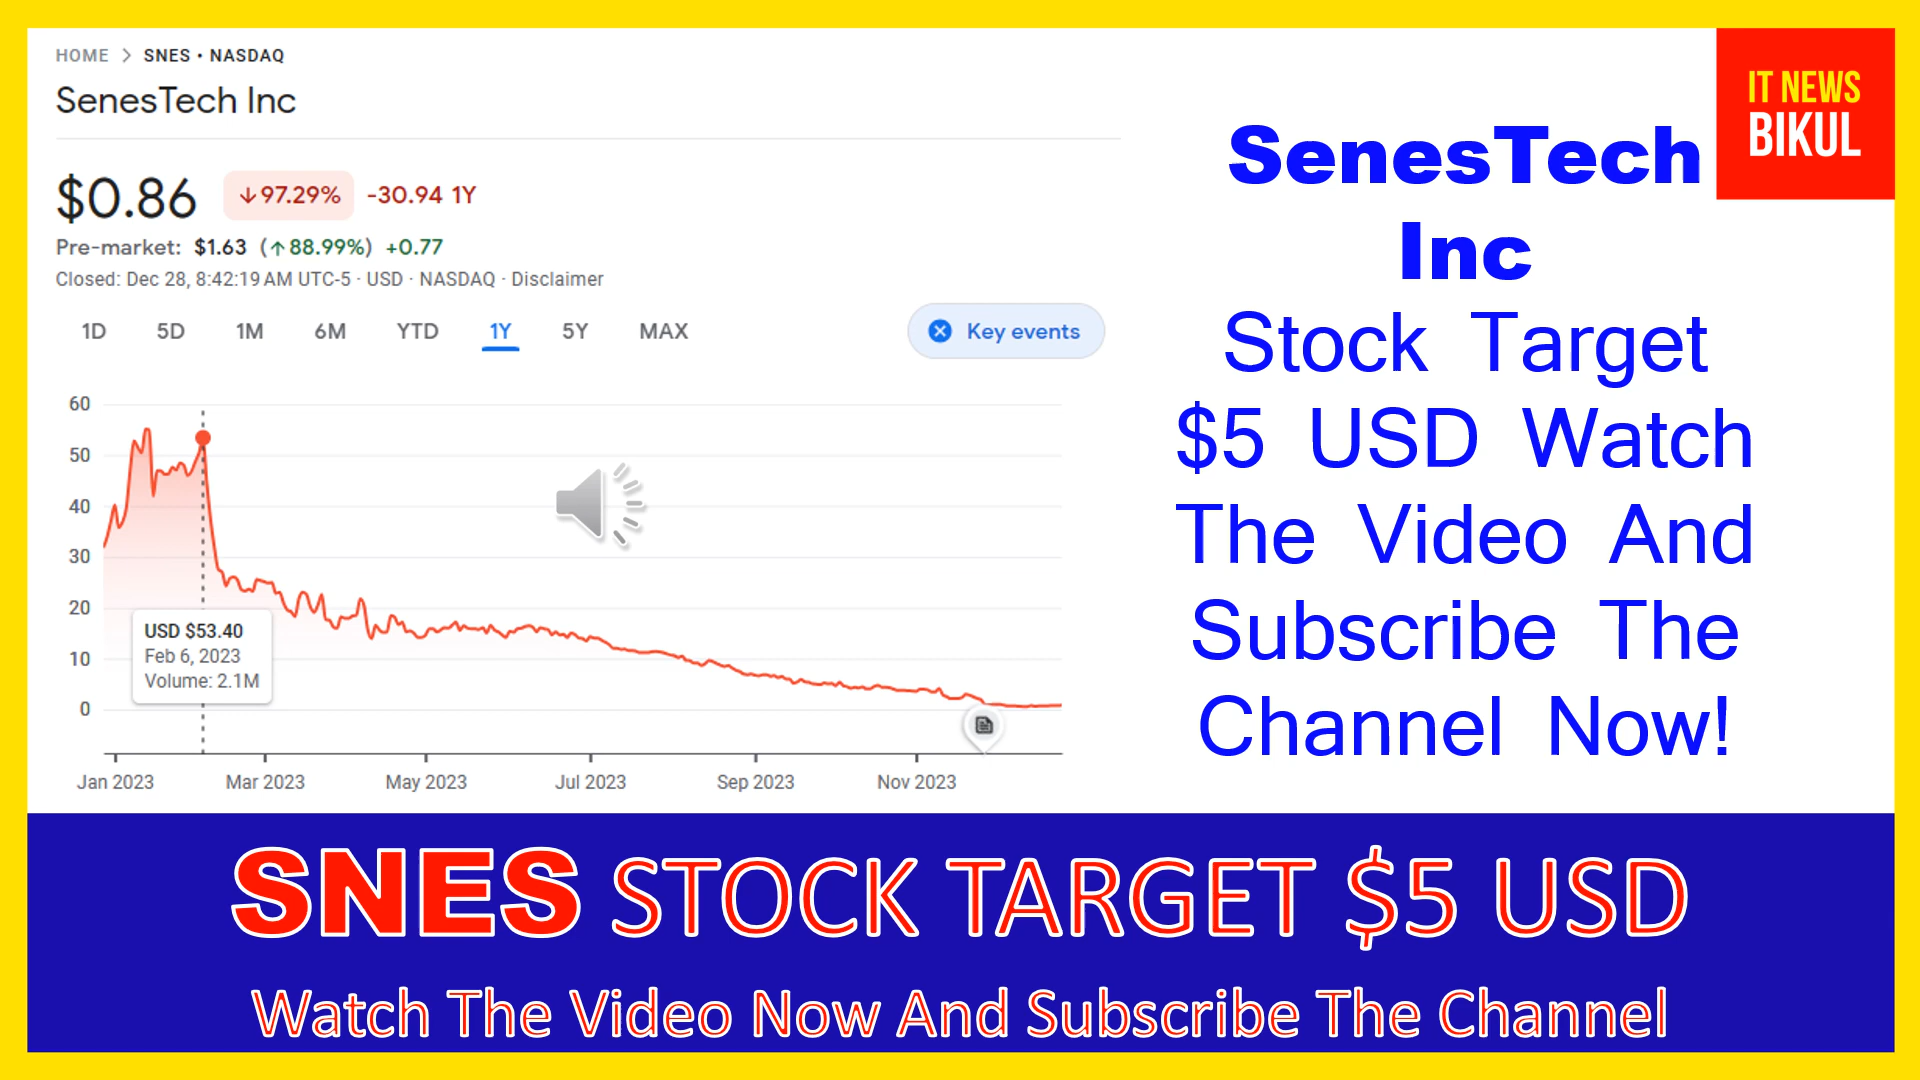 HOME > SNES • NASDAQ
SenesTech Inc
$0.86 ↓97.29% -30.94 1Y
Pre-market: $1.63 (↑88.99%) +0.77
Closed: Dec 28, 8:42:19 AM UTC-5 · USD · NASDAQ · Disclaimer
1D 5D 1M 6M YTD 1Y 5Y MAX
Key events
60
50
40
30
20
10
0
USD $53.40
Feb 6, 2023
Volume: 2.1M
Jan 2023 Mar 2023 May 2023 Jul 2023 Sep 2023 Nov 2023
IT NEWS
BIKUL
SenesTech
Inc
Stock Target
$5 USD Watch
The Video And
Subscribe The
Channel Now!
SNES STOCK TARGET $5 USD
Watch The Video Now And Subscribe The Channel